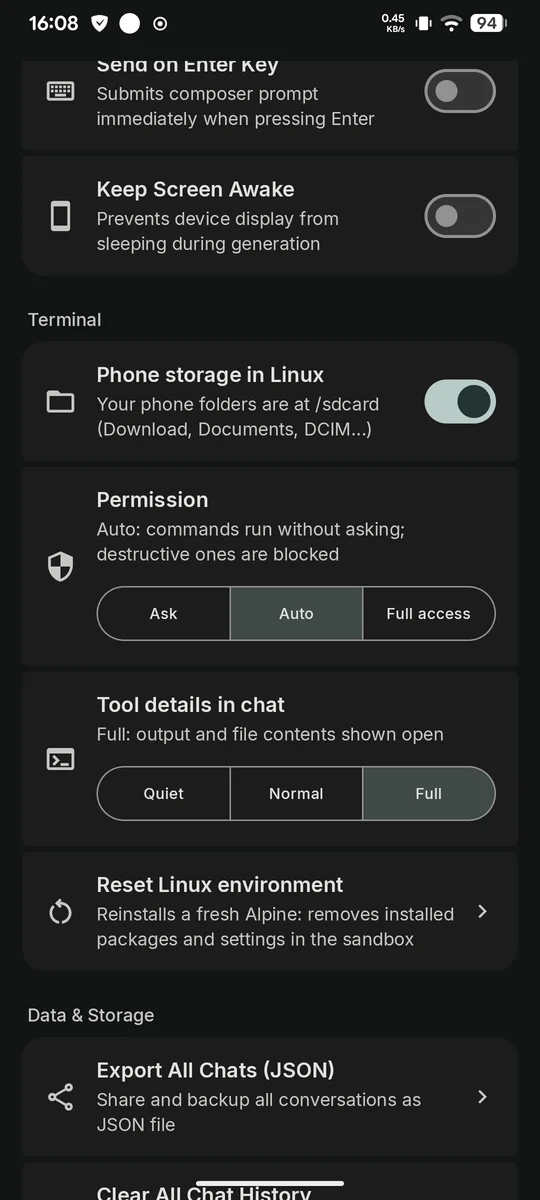 16:08
0.45
KB/s
94
Send on Enter Key
Submits composer prompt
immediately when pressing Enter
Keep Screen Awake
Prevents device display from
sleeping during generation
Terminal
Phone storage in Linux
Your phone folders are at /sdcard
(Download, Documents, DCIM...)
Permission
Auto: commands run without asking;
destructive ones are blocked
Ask Auto Full access
Tool details in chat
Full: output and file contents shown open
Quiet Normal Full
Reset Linux environment
Reinstalls a fresh Alpine: removes installed
packages and settings in the sandbox
Data & Storage
Export All Chats (JSON)
Share and backup all conversations as
JSON file
Clear All Chat History